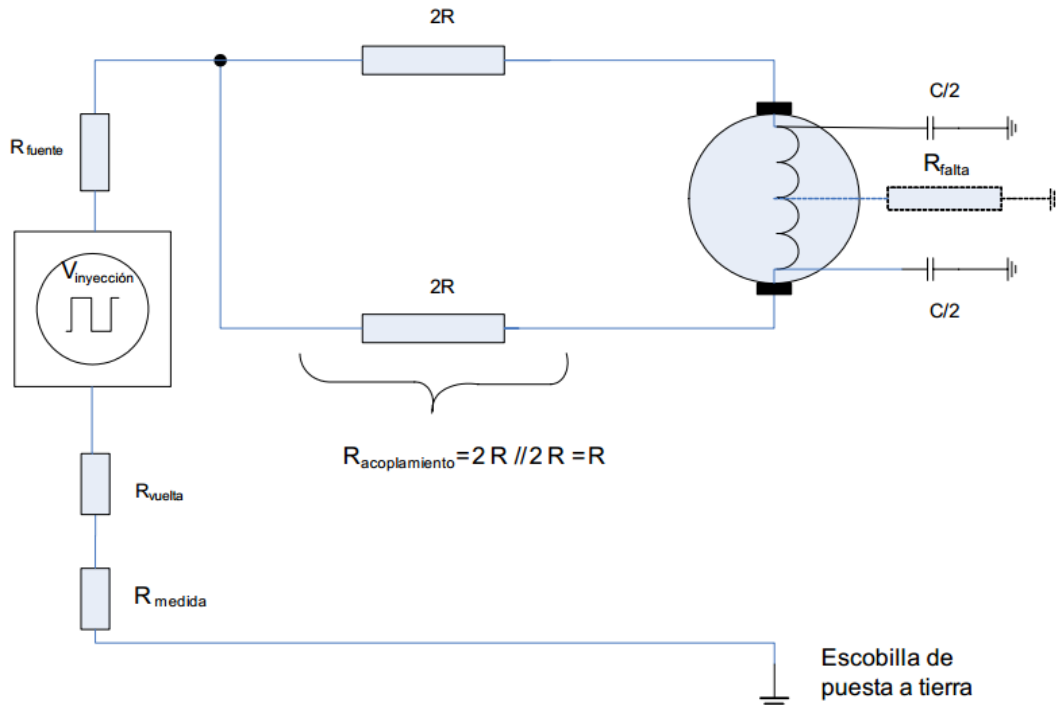 2R
C/2
R fuente
R falta
V inyección
2R
C/2
R acoplamiento = 2 R // 2 R = R
R vuelta
R medida
Escobilla de
puesta a tierra